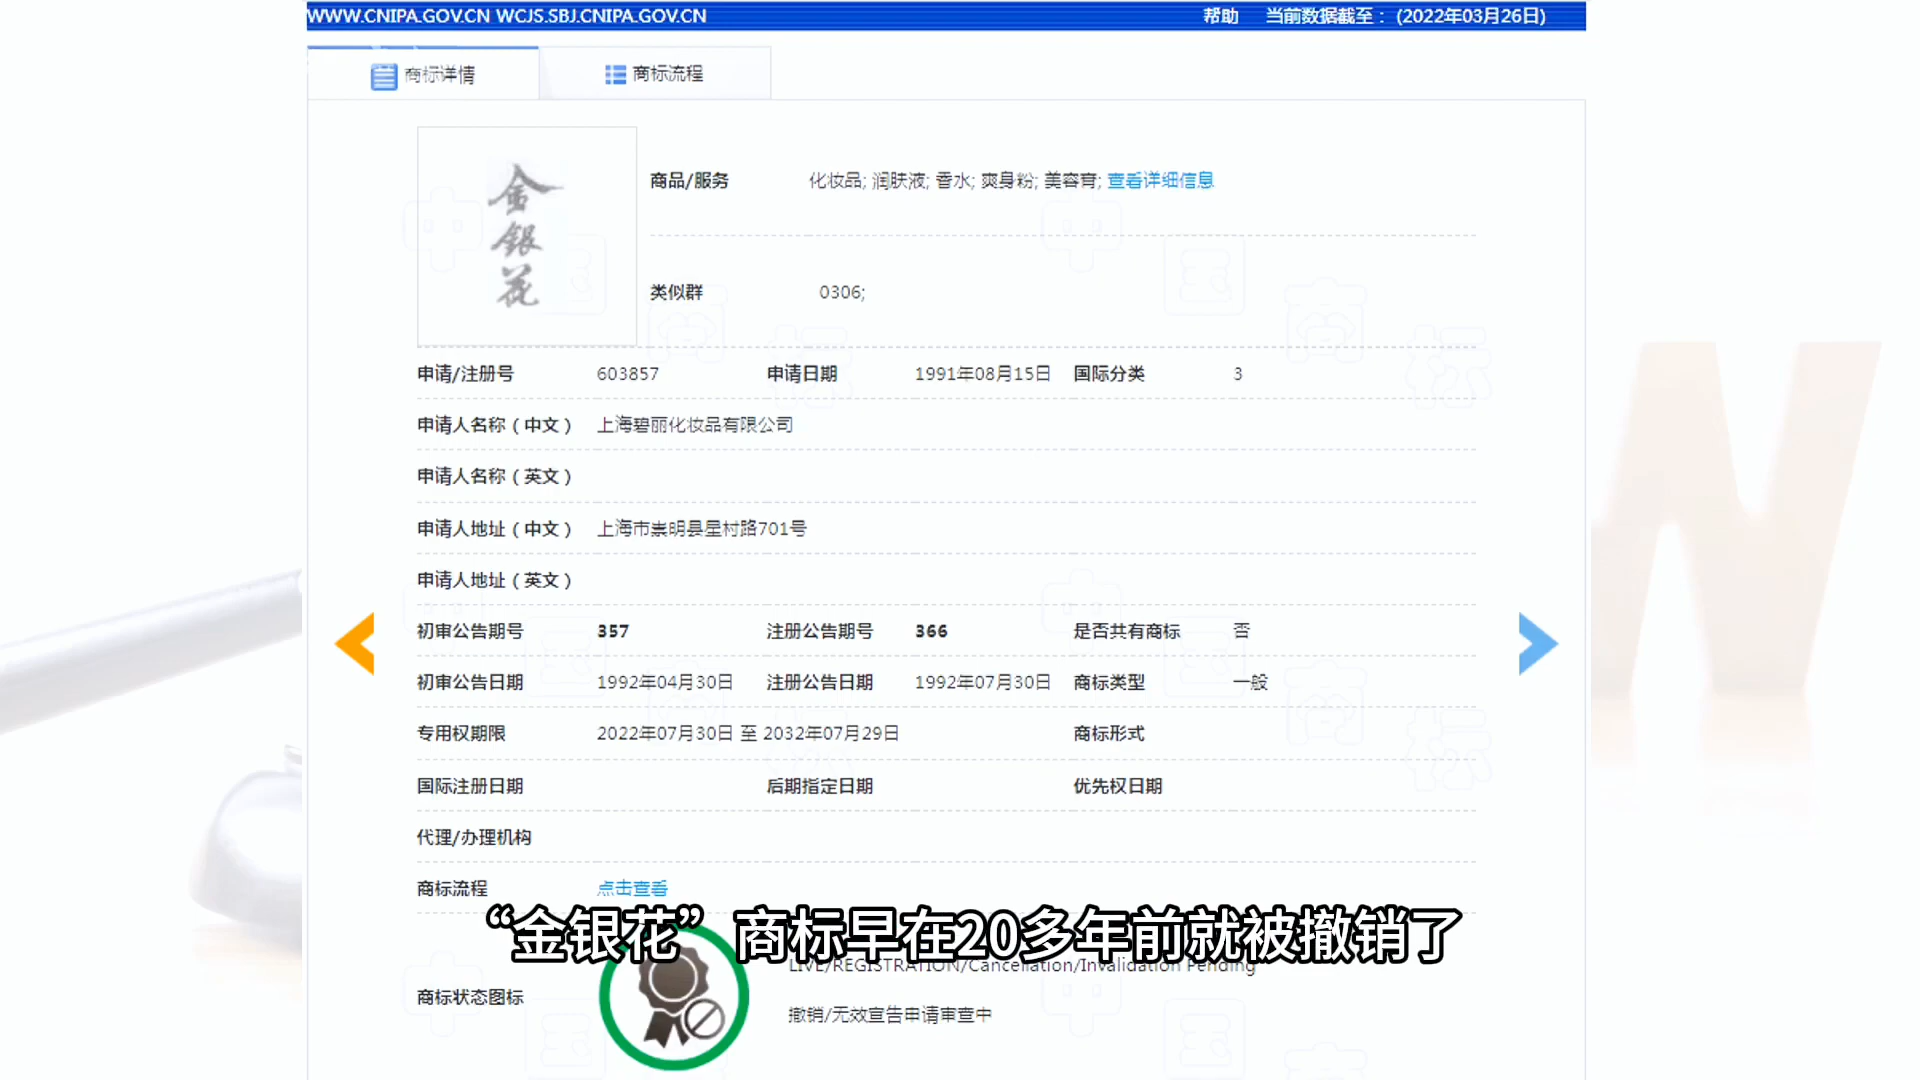 WWW.CNIPA.GOV.CN WCJS.SBJ.CNIPA.GOV.CN 帮助 当前数据截至： (2022年03月26日)
商标详情 商标流程
金银花
商品/服务 化妆品; 润肤液; 香水; 爽身粉; 美容膏; 查看详细信息
类似群 0306;
申请/注册号 603857 申请日期 1991年08月15日 国际分类 3
申请人名称（中文） 上海碧丽化妆品有限公司
申请人名称（英文）
申请人地址（中文） 上海市崇明县星村路701号
申请人地址（英文）
初审公告期号 357 注册公告期号 366 是否共有商标 否
初审公告日期 1992年04月30日 注册公告日期 1992年07月30日 商标类型 一般
专用权期限 2022年07月30日 至 2032年07月29日 商标形式
国际注册日期 后期指定日期 优先权日期
代理/办理机构
商标流程 点击查看
“金银花”商标早在20多年前就被撤销了
LIVE/REGISTRATION/Cancellation/Invalidation Pending
商标状态图标 撤销/无效宣告申请审查中
中国商标
中国商标